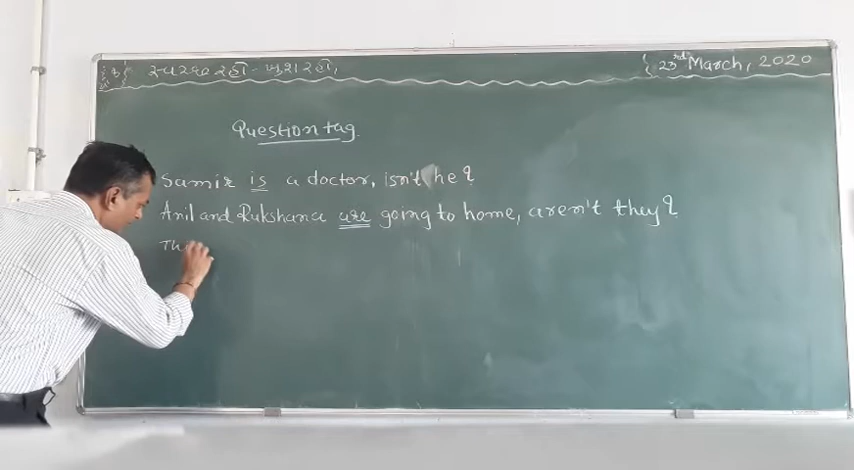 સ્વસ્થ રહો - ખુશ રહો,
23rd March, 2020
Question tag
Samir is a doctor, isn't he?
Anil and Rukshana are going to home, aren't they?
Th